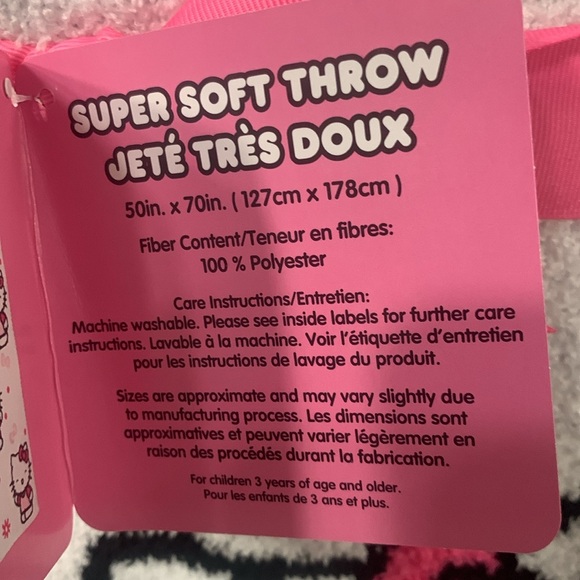 SUPER SOFT THROW
JETÉ TRÈS DOUX
50in. x 70in. ( 127cm x 178cm )
Fiber Content/Teneur en fibres:
100 % Polyester
Care Instructions/Entretien:
Machine washable. Please see inside labels for further care
instructions. Lavable à la machine. Voir l'étiquette d'entretien
pour les instructions de lavage du produit.
Sizes are approximate and may vary slightly due
to manufacturing process. Les dimensions sont
approximatives et peuvent varier légèrement en
raison des procédés durant la fabrication.
For children 3 years of age and older.
Pour les enfants de 3 ans et plus.